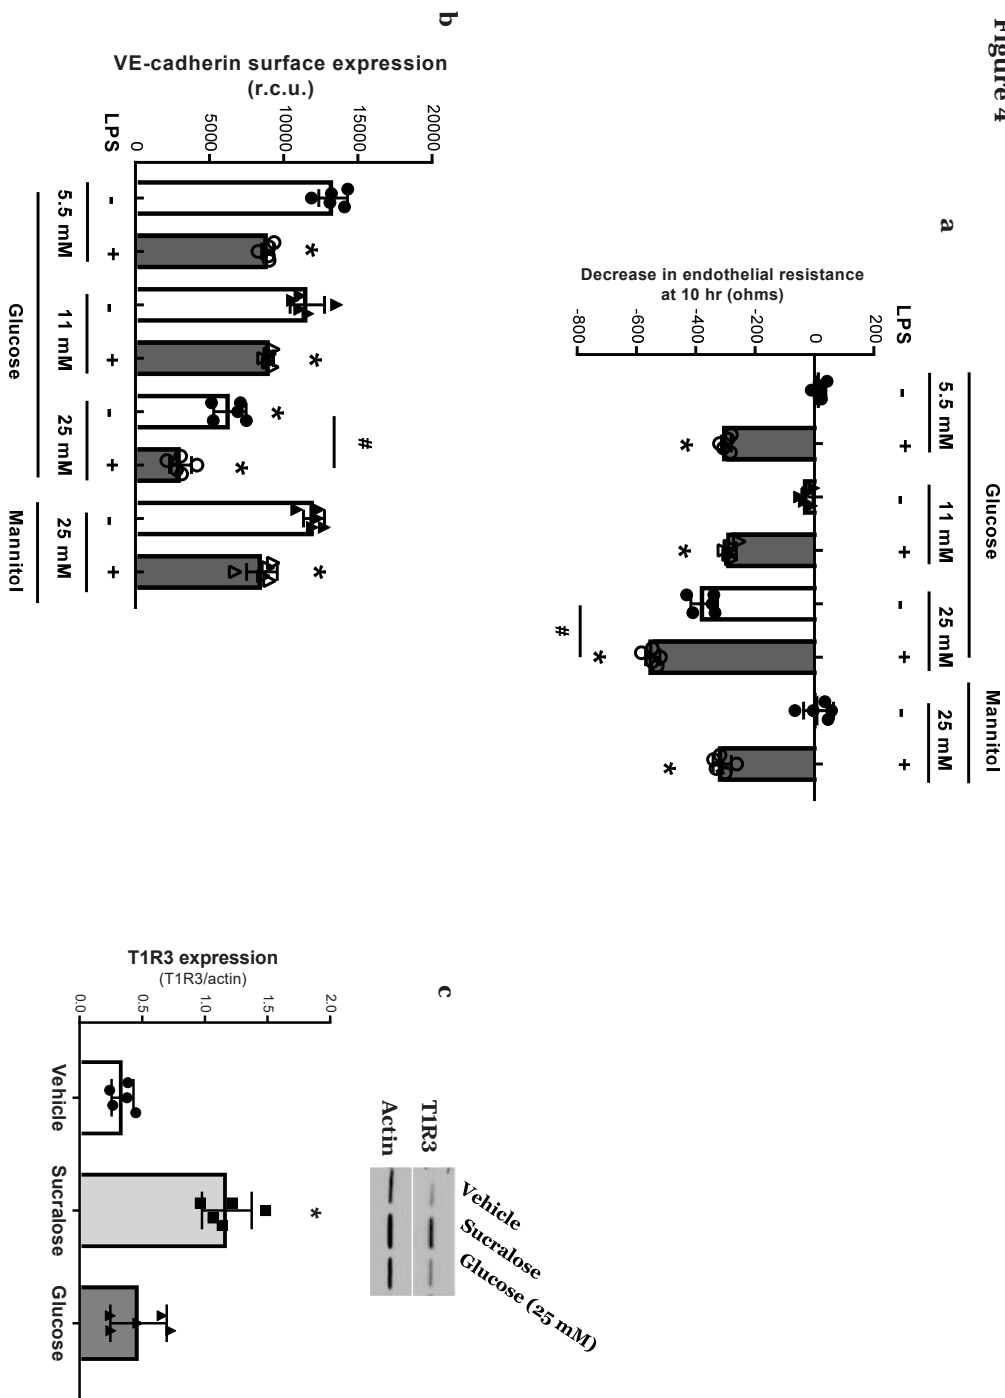 Figure 4
a
Decrease in endothelial resistance
at 10 hr (ohms)
200
0
-200
-400
-600
-800
LPS
- + - + - + - +
5.5 mM 11 mM 25 mM 25 mM
Glucose Mannitol
* * * *
#
b
VE-cadherin surface expression
(r.c.u.)
20000
15000
10000
5000
0
* * * * *
#
LPS
- + - + - + - +
5.5 mM 11 mM 25 mM 25 mM
Glucose Mannitol
c
Vehicle Sucralose Glucose (25 mM)
T1R3
Actin
T1R3 expression
(T1R3/actin)
2.0
1.5
1.0
0.5
0.0
*
Vehicle Sucralose Glucose